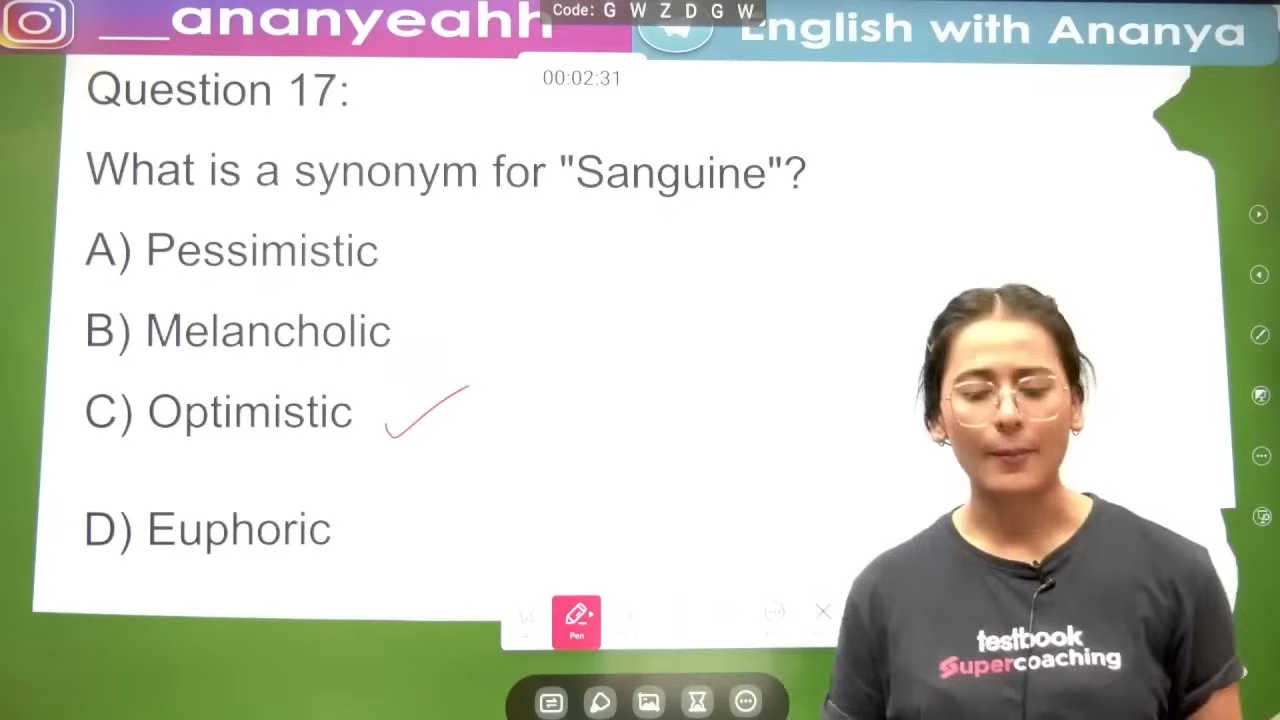 ___ananyeahh
Code: G W Z D G W
English with Ananya
00:02:31
Question 17:
What is a synonym for "Sanguine"?
A) Pessimistic
B) Melancholic
C) Optimistic
D) Euphoric
Pen
testbook
Supercoaching